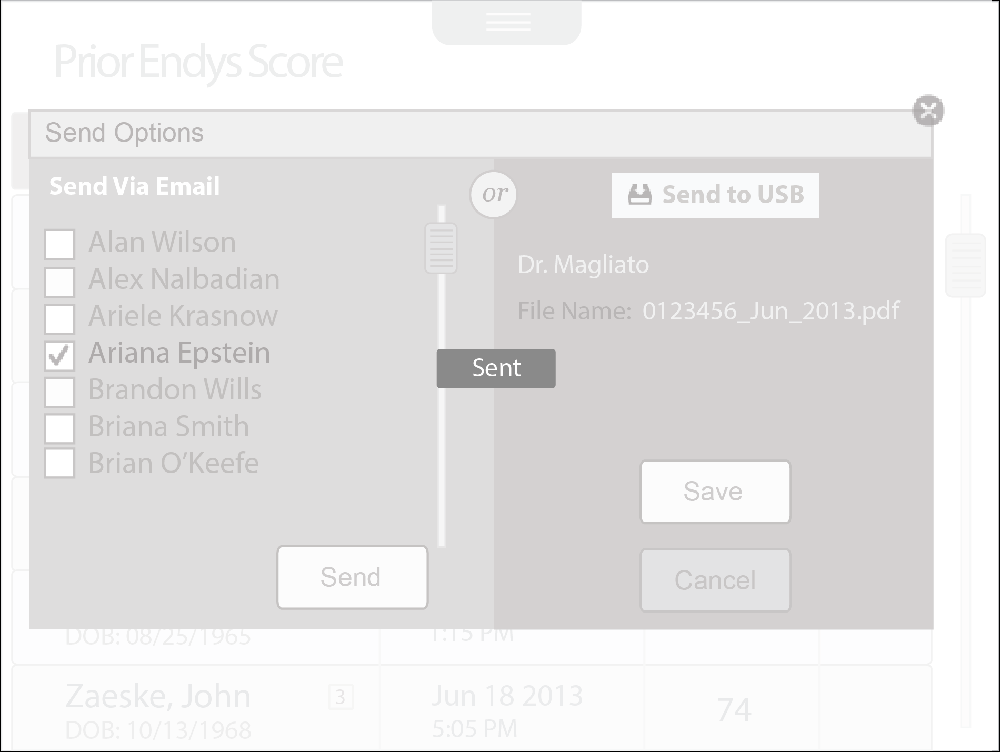 Prior Endys Score
Send Options
Send Via Email
or
Send to USB
Alan Wilson
Alex Nalbadian
Ariele Krasnow
Ariana Epstein
Brandon Wills
Briana Smith
Brian O’Keefe
Dr. Magliato
File Name: 0123456_Jun_2013.pdf
Sent
Save
Send
Cancel
DOB: 08/25/1965
1:15 PM
Zaeske, John
3
Jun 18 2013
74
DOB: 10/13/1968
5:05 PM